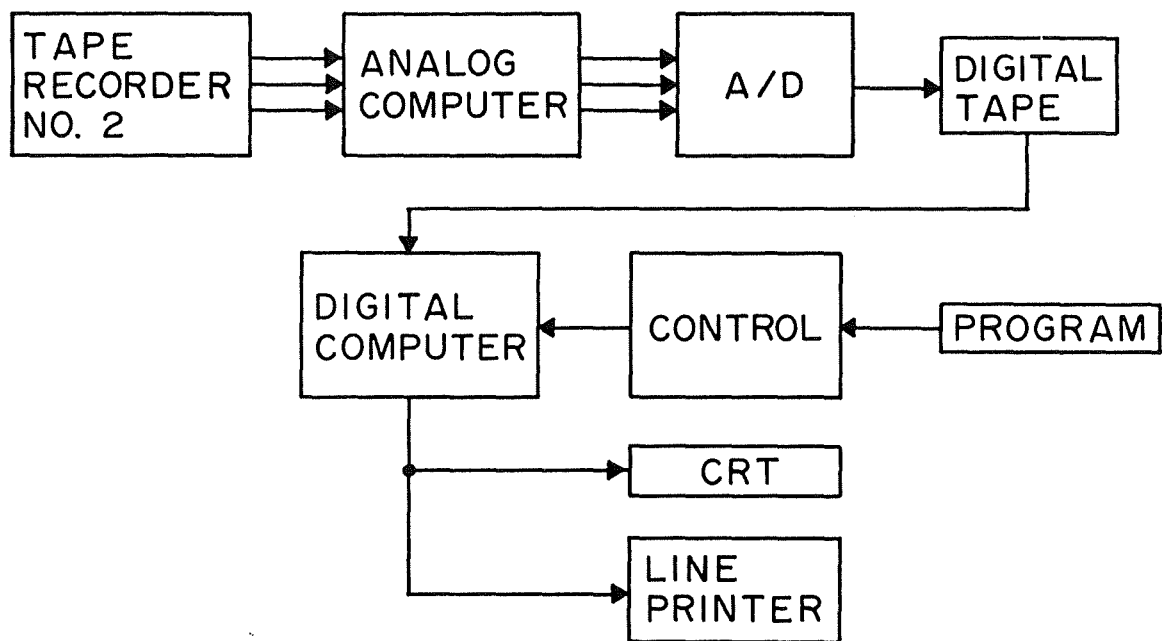 TAPE
RECORDER
NO. 2
ANALOG
COMPUTER
A/D
DIGITAL
TAPE
DIGITAL
COMPUTER
CONTROL
PROGRAM
CRT
LINE
PRINTER